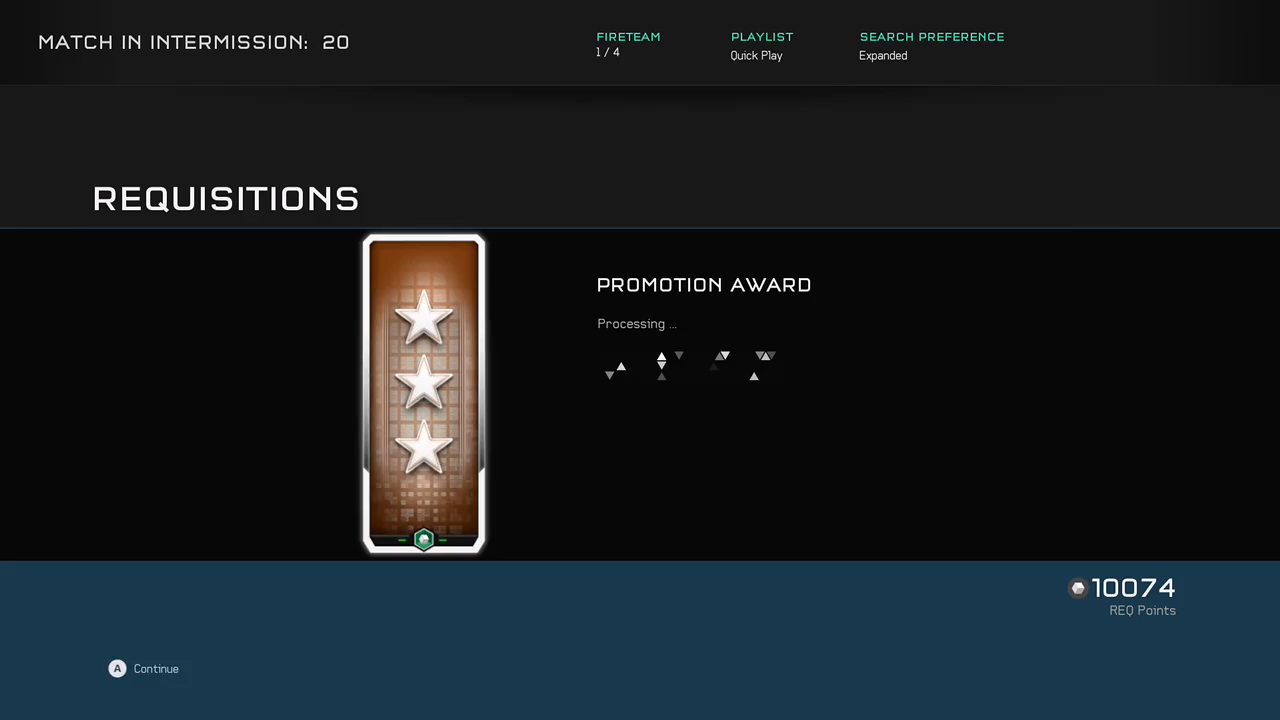 MATCH IN INTERMISSION: 20
FIRETEAM
1 / 4
PLAYLIST
Quick Play
SEARCH PREFERENCE
Expanded
REQUISITIONS
PROMOTION AWARD
Processing ...
10074
REQ Points
A Continue